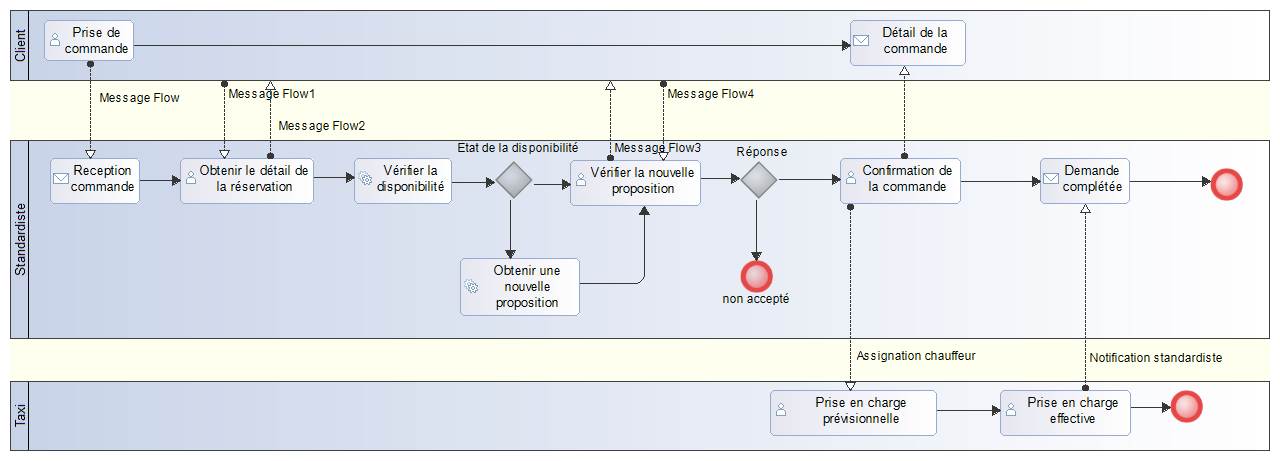 Client
Prise de
commande
Détail de la
commande
Message Flow
Message Flow1
Message Flow2
Message Flow4
Message Flow3
Standardiste
Reception
commande
Obtenir le détail de
la réservation
Vérifier la
disponibilité
Etat de la disponibilité
Vérifier la nouvelle
proposition
Réponse
Confirmation de
la commande
Demande
complétée
Obtenir une
nouvelle
proposition
non accepté
Assignation chauffeur
Notification standardiste
Taxi
Prise en charge
prévisionnelle
Prise en charge
effective